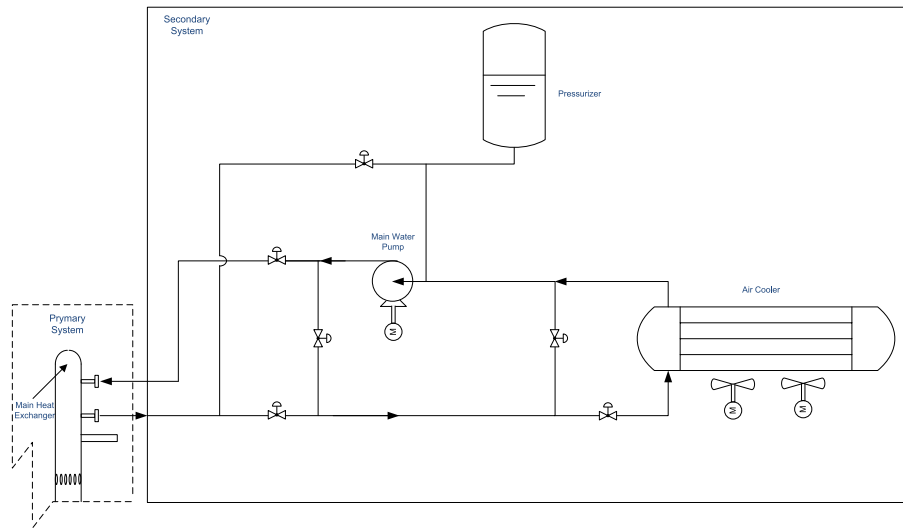 Secondary
System
Pressurizer
Main Water
Pump
M
Air Cooler
M
M
Prymary
System
Main Heat
Exchanger